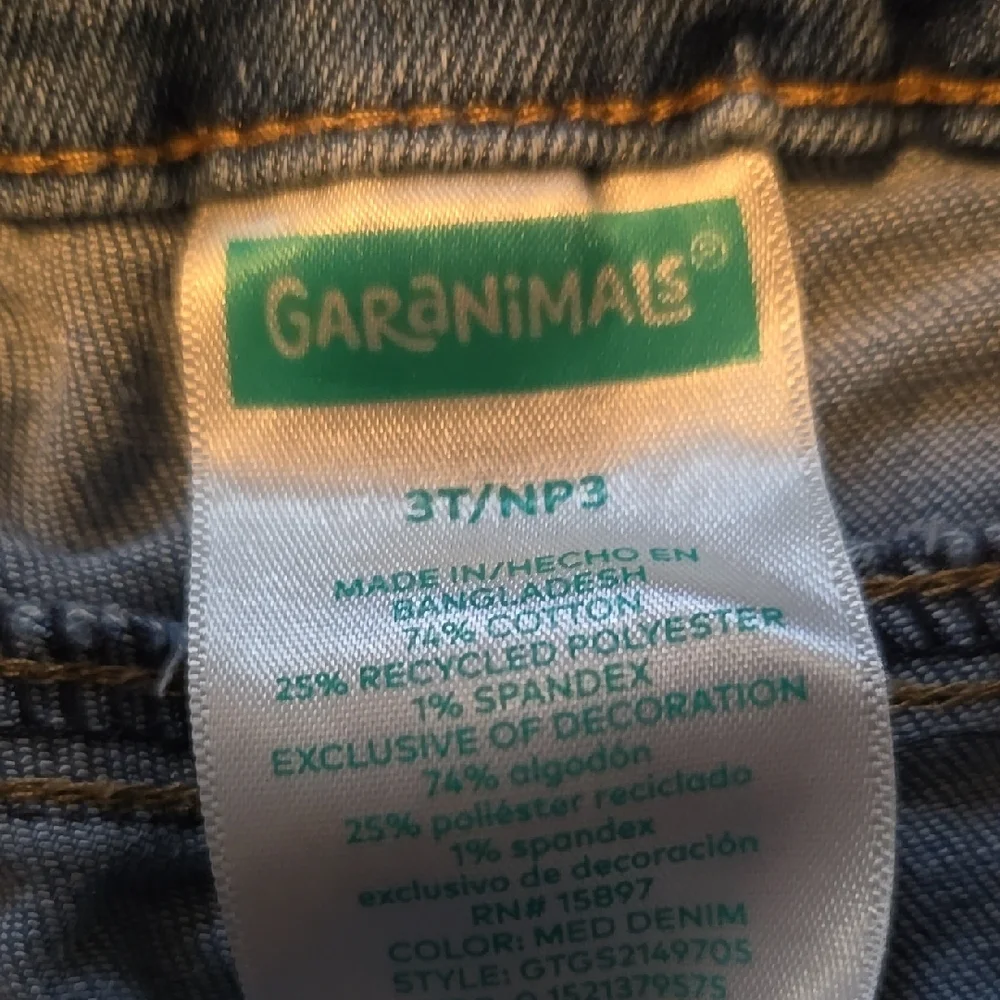 GARaNiMALS®
3T/NP3
MADE IN/HECHO EN
BANGLADESH
74% COTTON
25% RECYCLED POLYESTER
1% SPANDEX
EXCLUSIVE OF DECORATION
74% algodón
25% poliéster reciclado
1% spandex
exclusivo de decoración
RN# 15897
COLOR: MED DENIM
STYLE: GTGS2149705
1521379575